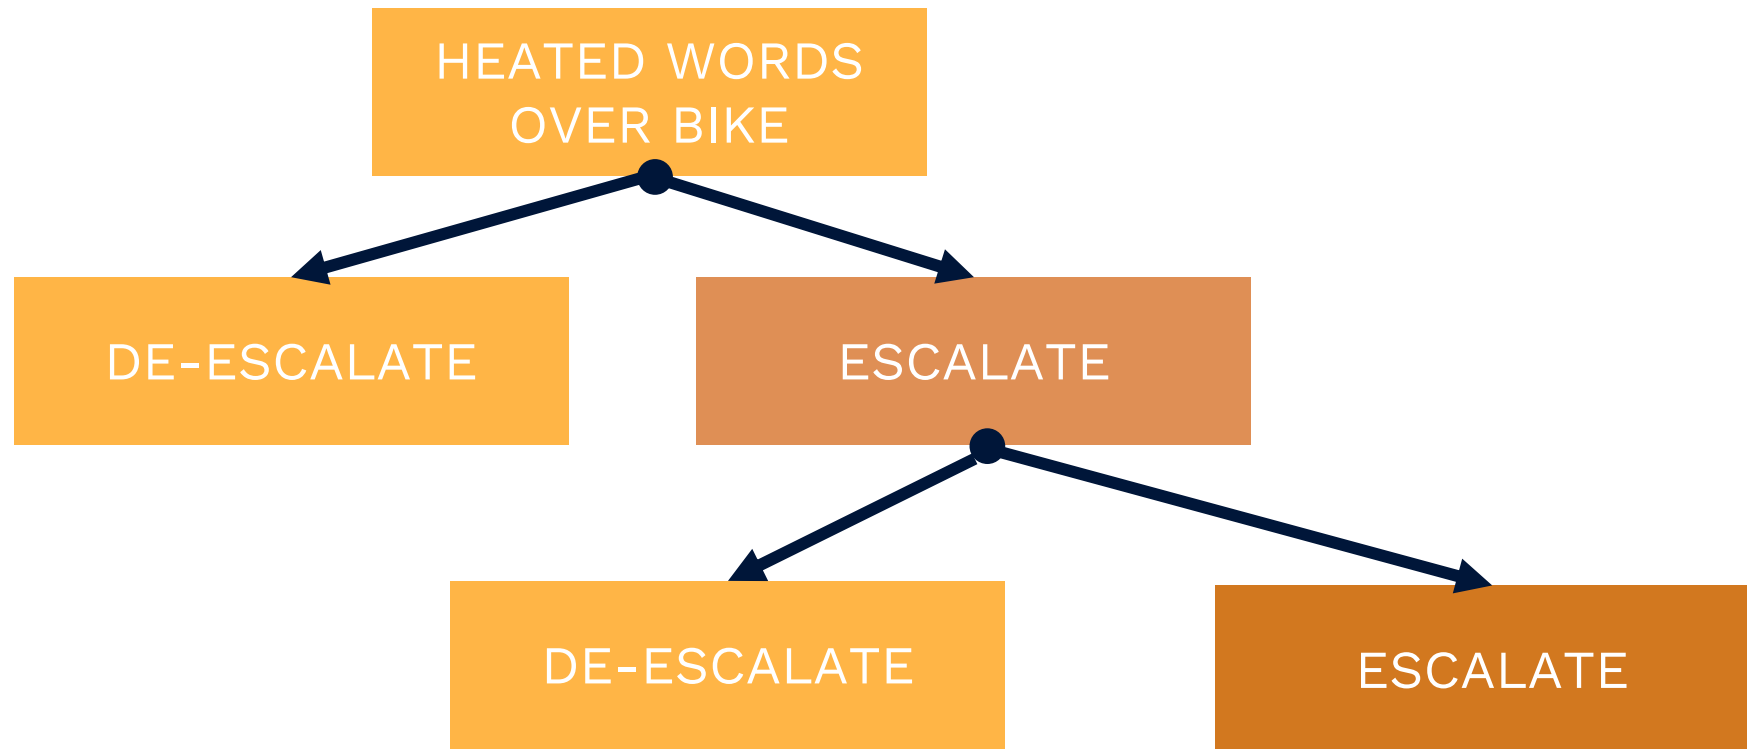 HEATED WORDS
OVER BIKE
DE-ESCALATE
ESCALATE
DE-ESCALATE
ESCALATE